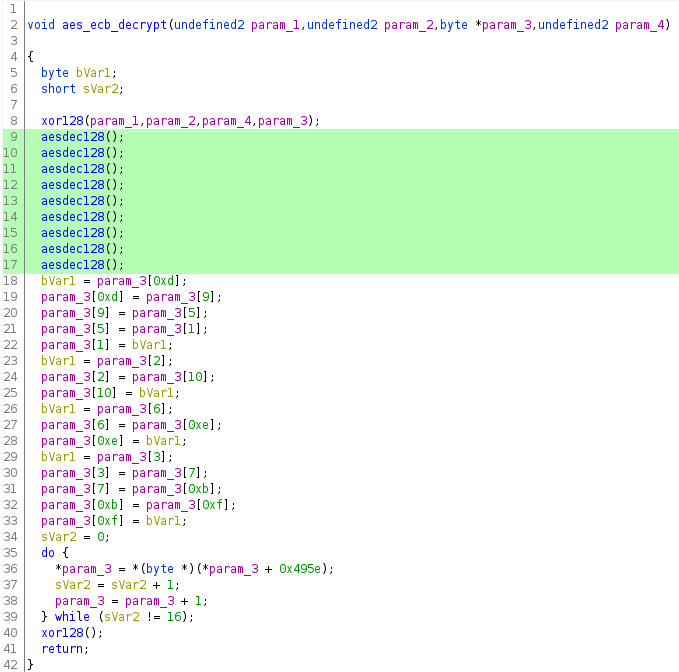 1
2 void aes_ecb_decrypt(undefined2 param_1,undefined2 param_2,byte *param_3,undefined2 param_4)
3
4 {
5   byte bVar1;
6   short sVar2;
7
8   xor128(param_1,param_2,param_4,param_3);
9   aesdec128();
10   aesdec128();
11   aesdec128();
12   aesdec128();
13   aesdec128();
14   aesdec128();
15   aesdec128();
16   aesdec128();
17   aesdec128();
18   bVar1 = param_3[0xd];
19   param_3[0xd] = param_3[9];
20   param_3[9] = param_3[5];
21   param_3[5] = param_3[1];
22   param_3[1] = bVar1;
23   bVar1 = param_3[2];
24   param_3[2] = param_3[10];
25   param_3[10] = bVar1;
26   bVar1 = param_3[6];
27   param_3[6] = param_3[0xe];
28   param_3[0xe] = bVar1;
29   bVar1 = param_3[3];
30   param_3[3] = param_3[7];
31   param_3[7] = param_3[0xb];
32   param_3[0xb] = param_3[0xf];
33   param_3[0xf] = bVar1;
34   sVar2 = 0;
35   do {
36     *param_3 = *(byte *)(*param_3 + 0x495e);
37     sVar2 = sVar2 + 1;
38     param_3 = param_3 + 1;
39   } while (sVar2 != 16);
40   xor128();
41   return;
42 }